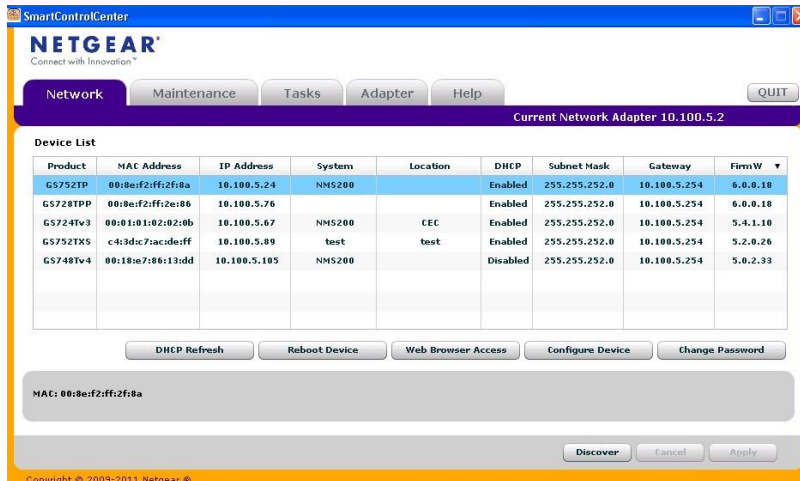 SmartControlCenter
NETGEAR®
Connect with Innovation™
Network Maintenance Tasks Adapter Help QUIT
Current Network Adapter 10.100.5.2
Device List
Product MAC Address IP Address System Location DHCP Subnet Mask Gateway FirmW ▼
GS752TP 00:8e:f2:ff:2f:8a 10.100.5.24 NMS200 Enabled 255.255.252.0 10.100.5.254 6.0.0.18
GS728TPP 00:8e:f2:ff:2e:86 10.100.5.76 Enabled 255.255.252.0 10.100.5.254 6.0.0.18
GS724Tv3 00:01:01:02:02:0b 10.100.5.67 NMS200 CEC Enabled 255.255.252.0 10.100.5.254 5.4.1.10
GS752TXS c4:3d:c7:ac:de:ff 10.100.5.89 test test Enabled 255.255.252.0 10.100.5.254 5.2.0.26
GS748Tv4 00:18:e7:86:13:dd 10.100.5.105 NMS200 Disabled 255.255.252.0 10.100.5.254 5.0.2.33
DHCP Refresh Reboot Device Web Browser Access Configure Device Change Password
MAC: 00:8e:f2:ff:2f:8a
Discover Cancel Apply
Copyright © 2009-2011 Netgear ®